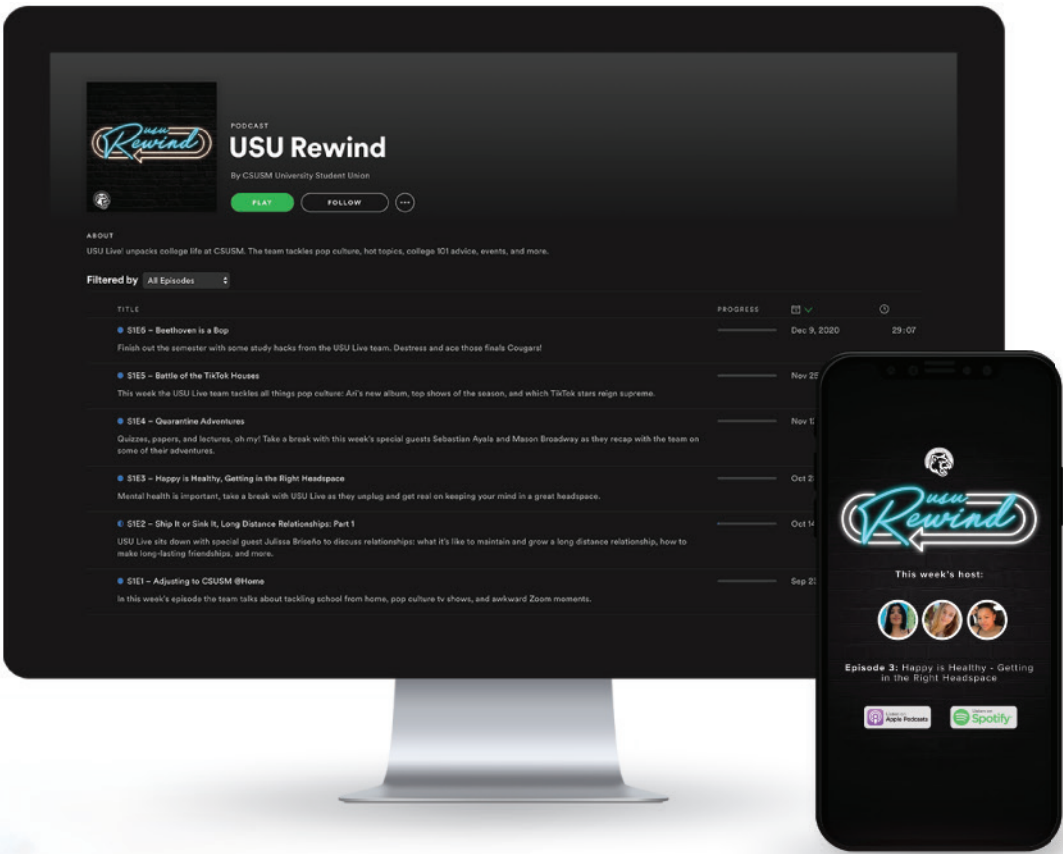 usu
Rewind
PODCAST
USU Rewind
By CSUSM University Student Union
PLAY
FOLLOW
ABOUT
USU Live! unpacks college life at CSUSM. The team tackles pop culture, hot topics, college 101 advice, events, and more.
Filtered by All Episodes
TITLE PROGRESS
S1E6 – Beethoven is a Bop Dec 9, 2020 29:07
Finish out the semester with some study hacks from the USU Live team. Destress and ace those finals Cougars!
S1E5 – Battle of the TikTok Houses Nov 25
This week the USU Live team tackles all things pop culture: Ari's new album, top shows of the season, and which TikTok stars reign supreme.
S1E4 – Quarantine Adventures Nov
Quizzes, papers, and lectures, oh my! Take a break with this week's special guests Sebastian Ayala and Mason Broadway as they recap with the team on
some of their adventures.
S1E3 – Happy is Healthy, Getting in the Right Headspace Oct
Mental health is important, take a break with USU Live as they unplug and get real on keeping your mind in a great headspace.
S1E2 – Ship It or Sink It, Long Distance Relationships: Part 1 Oct 14
USU Live sits down with special guest Julissa Briseño to discuss relationships: what it's like to maintain and grow a long distance relationship, how to
make long-lasting friendships, and more.
S1E1 – Adjusting to CSUSM @Home Sep
In this week's episode the team talks about tackling school from home, pop culture tv shows, and awkward Zoom moments.
usu
Rewind
This week's host:
Episode 3: Happy is Healthy - Getting
in the Right Headspace
Listen on
Apple Podcasts
Listen on
Spotify